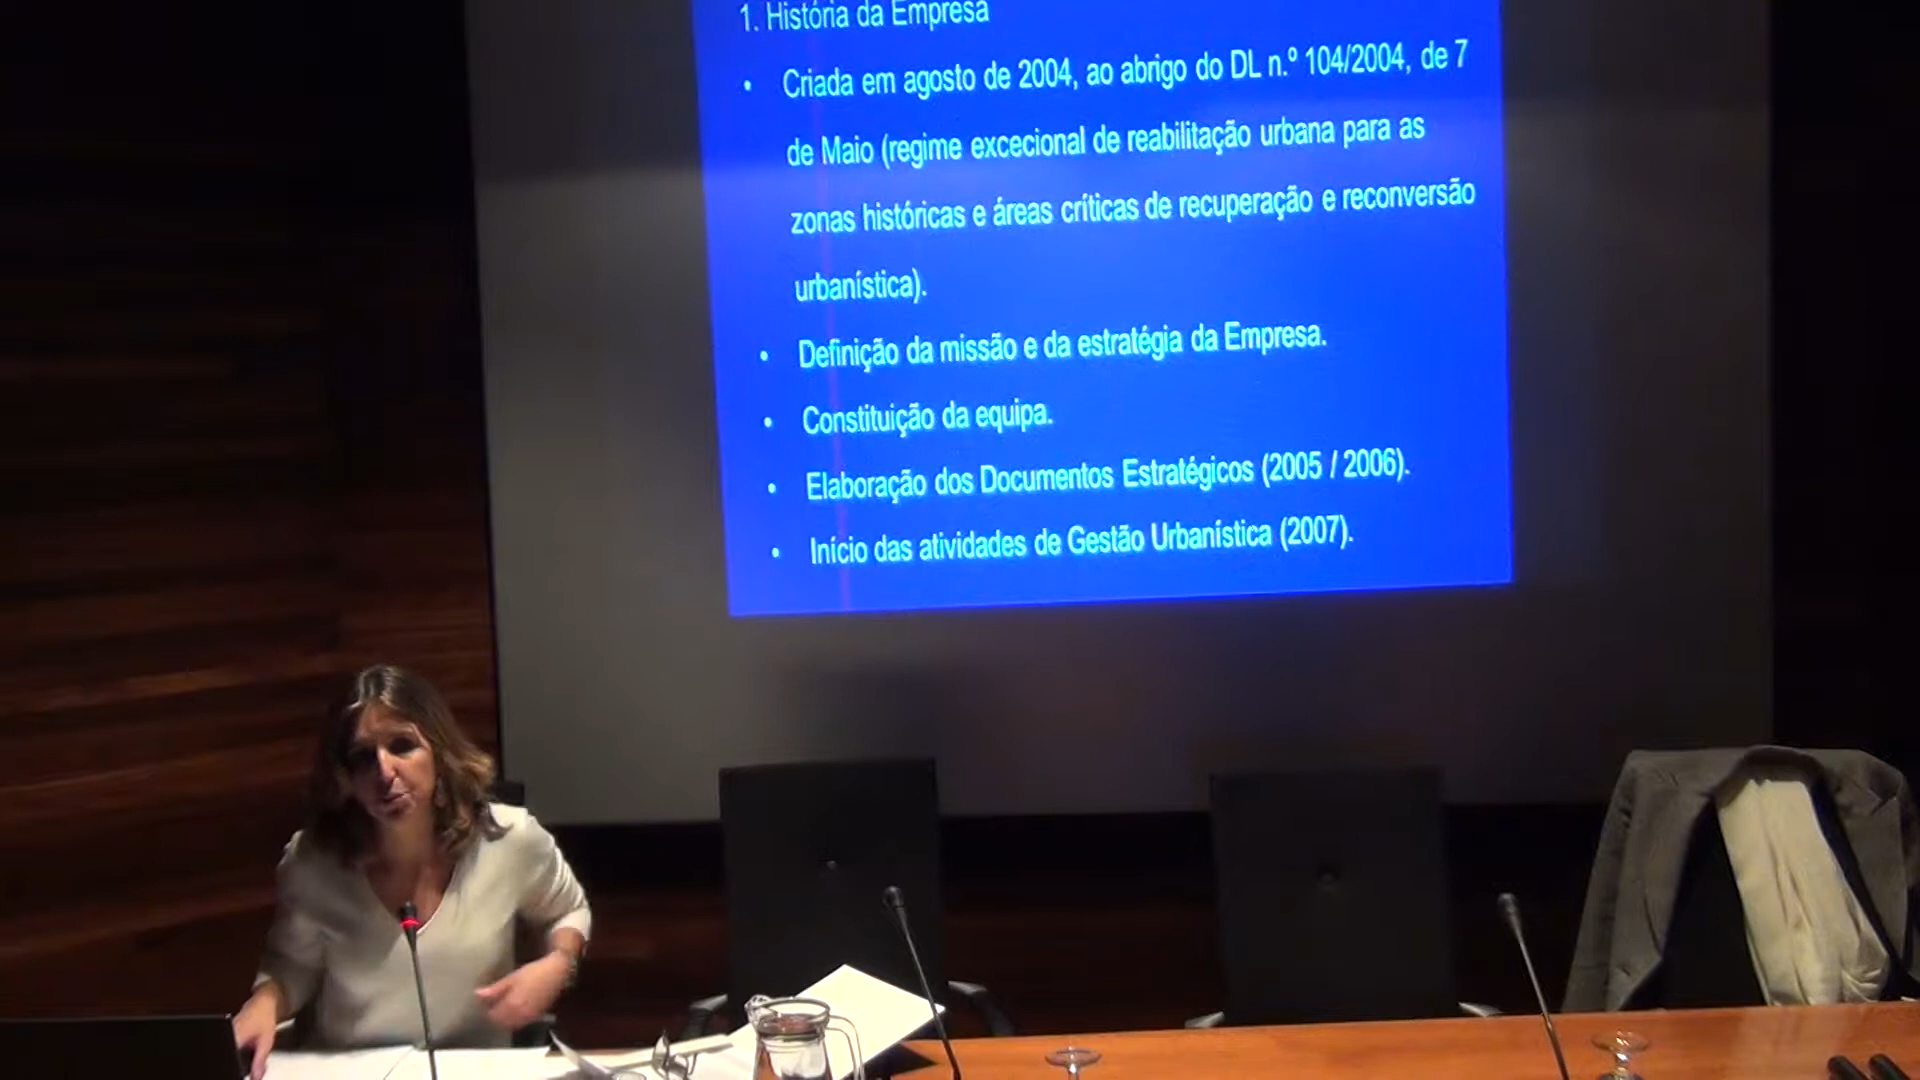 1. História da Empresa
• Criada em agosto de 2004, ao abrigo do DL n.º 104/2004, de 7
de Maio (regime excecional de reabilitação urbana para as
zonas históricas e áreas críticas de recuperação e reconversão
urbanística).
• Definição da missão e da estratégia da Empresa.
• Constituição da equipa.
• Elaboração dos Documentos Estratégicos (2005 / 2006).
• Início das atividades de Gestão Urbanística (2007).